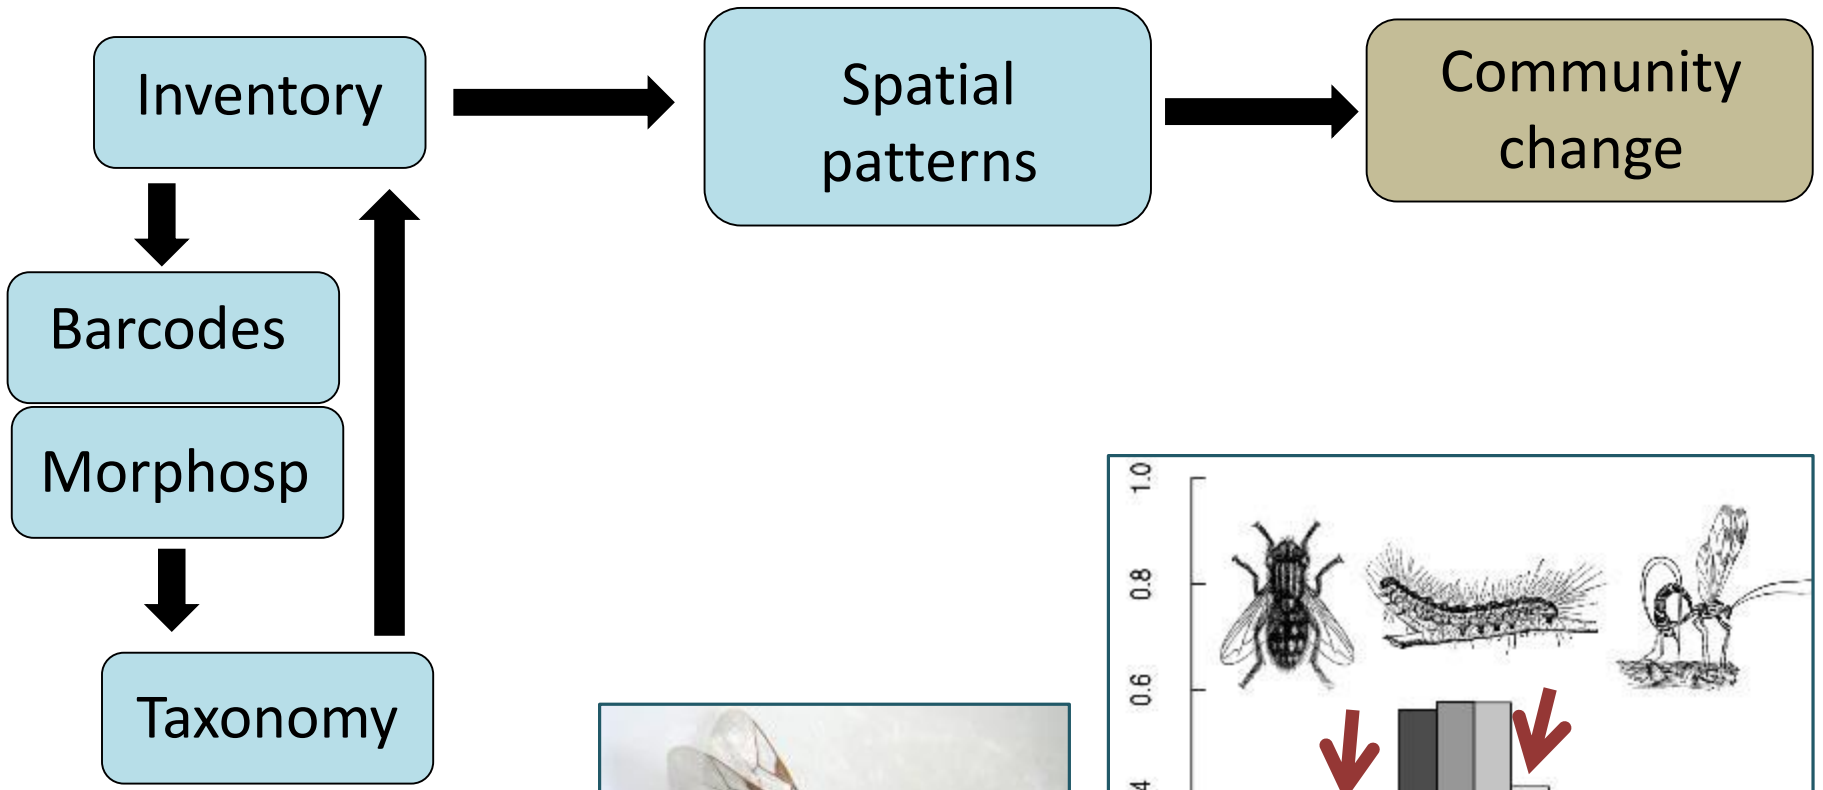 Inventory
Spatial
patterns
Community
change
Barcodes
Morphosp
Taxonomy
1.0
0.8
0.6